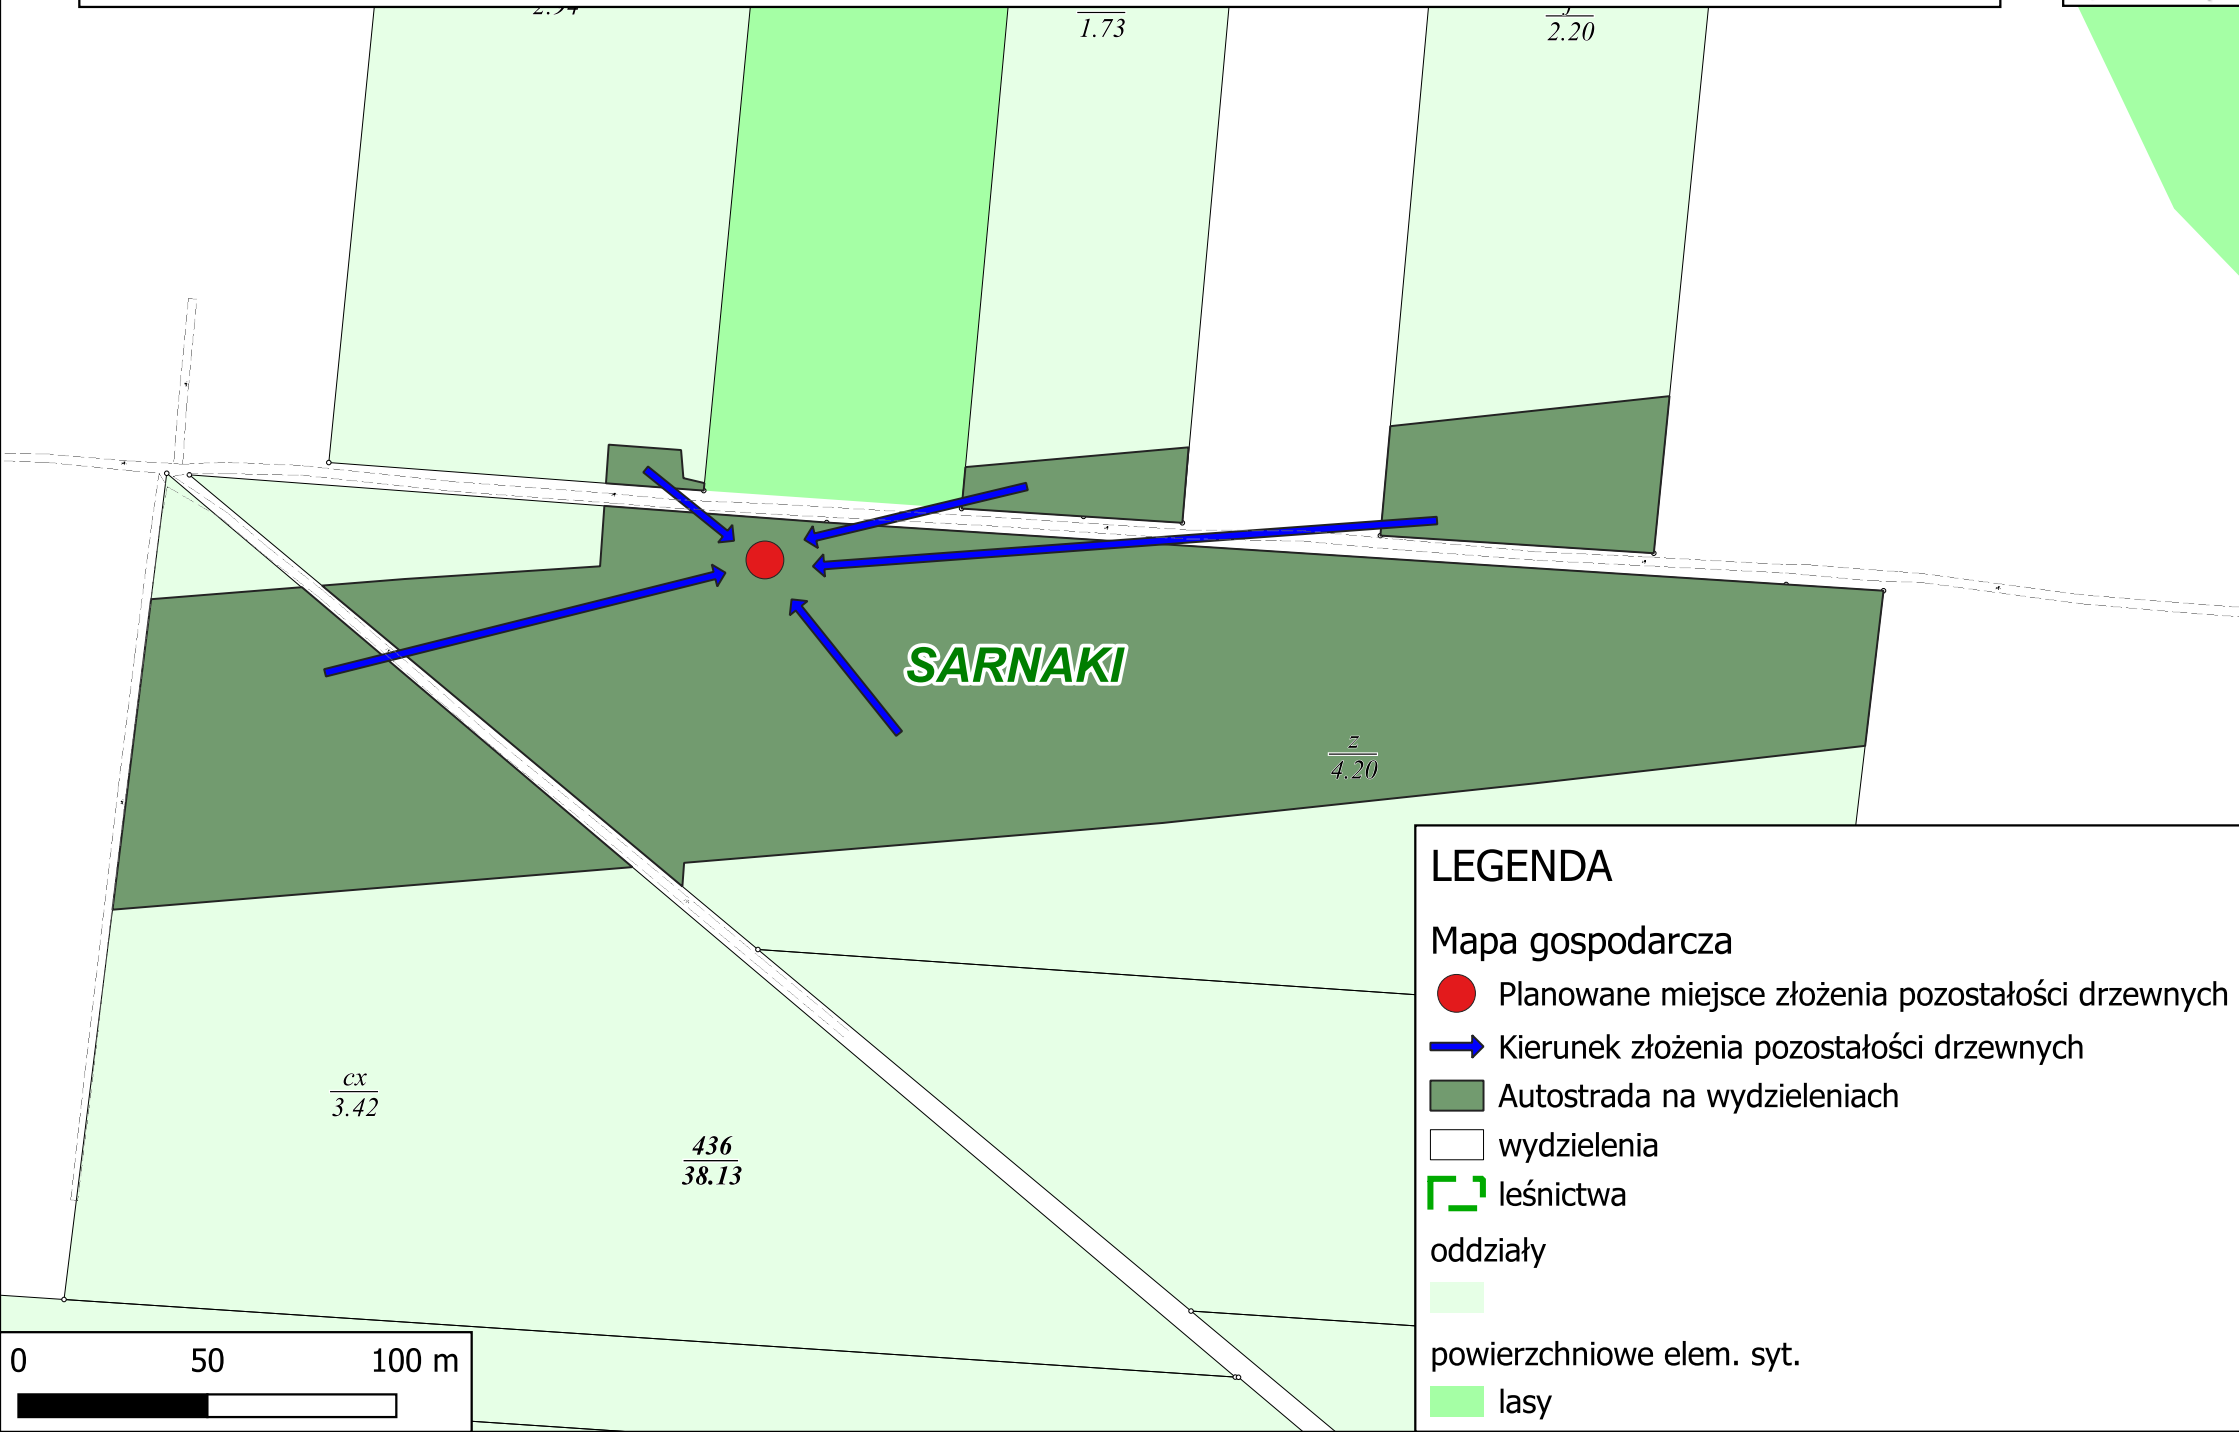 1.73
2.20
SARNAKI
z
4.20
LEGENDA
Mapa gospodarcza
Planowane miejsce złożenia pozostałości drzewnych
Kierunek złożenia pozostałości drzewnych
Autostrada na wydzieleniach
wydzielenia
leśnictwa
oddziały
powierzchniowe elem. syt.
lasy
cx
3.42
436
38.13
0 50 100 m